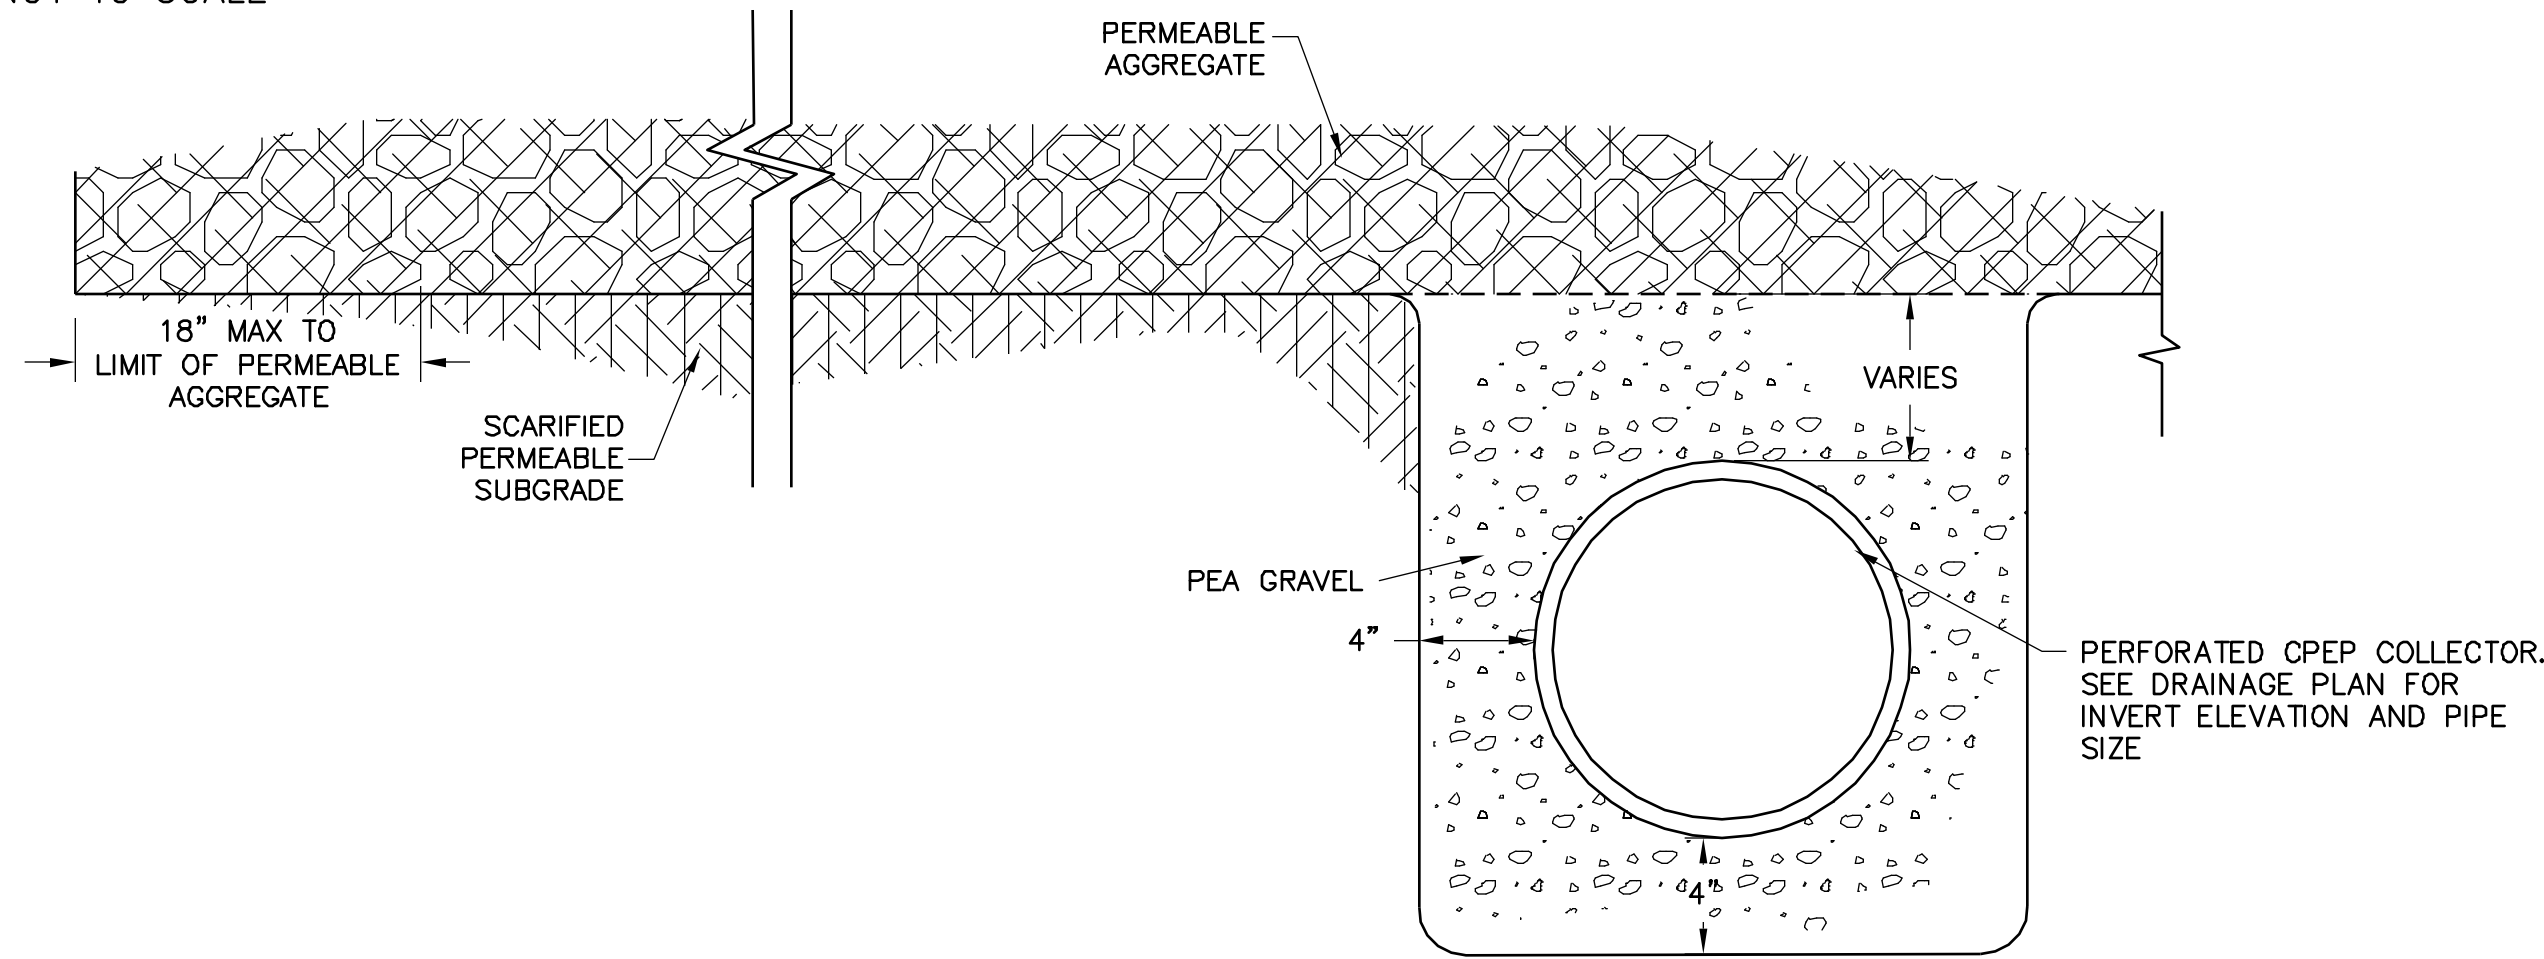 PERMEABLE
AGGREGATE
18" MAX TO
LIMIT OF PERMEABLE
AGGREGATE
VARIES
SCARIFIED
PERMEABLE
SUBGRADE
PEA GRAVEL
4"
PERFORATED CPEP COLLECTOR.
SEE DRAINAGE PLAN FOR
INVERT ELEVATION AND PIPE
SIZE
4"